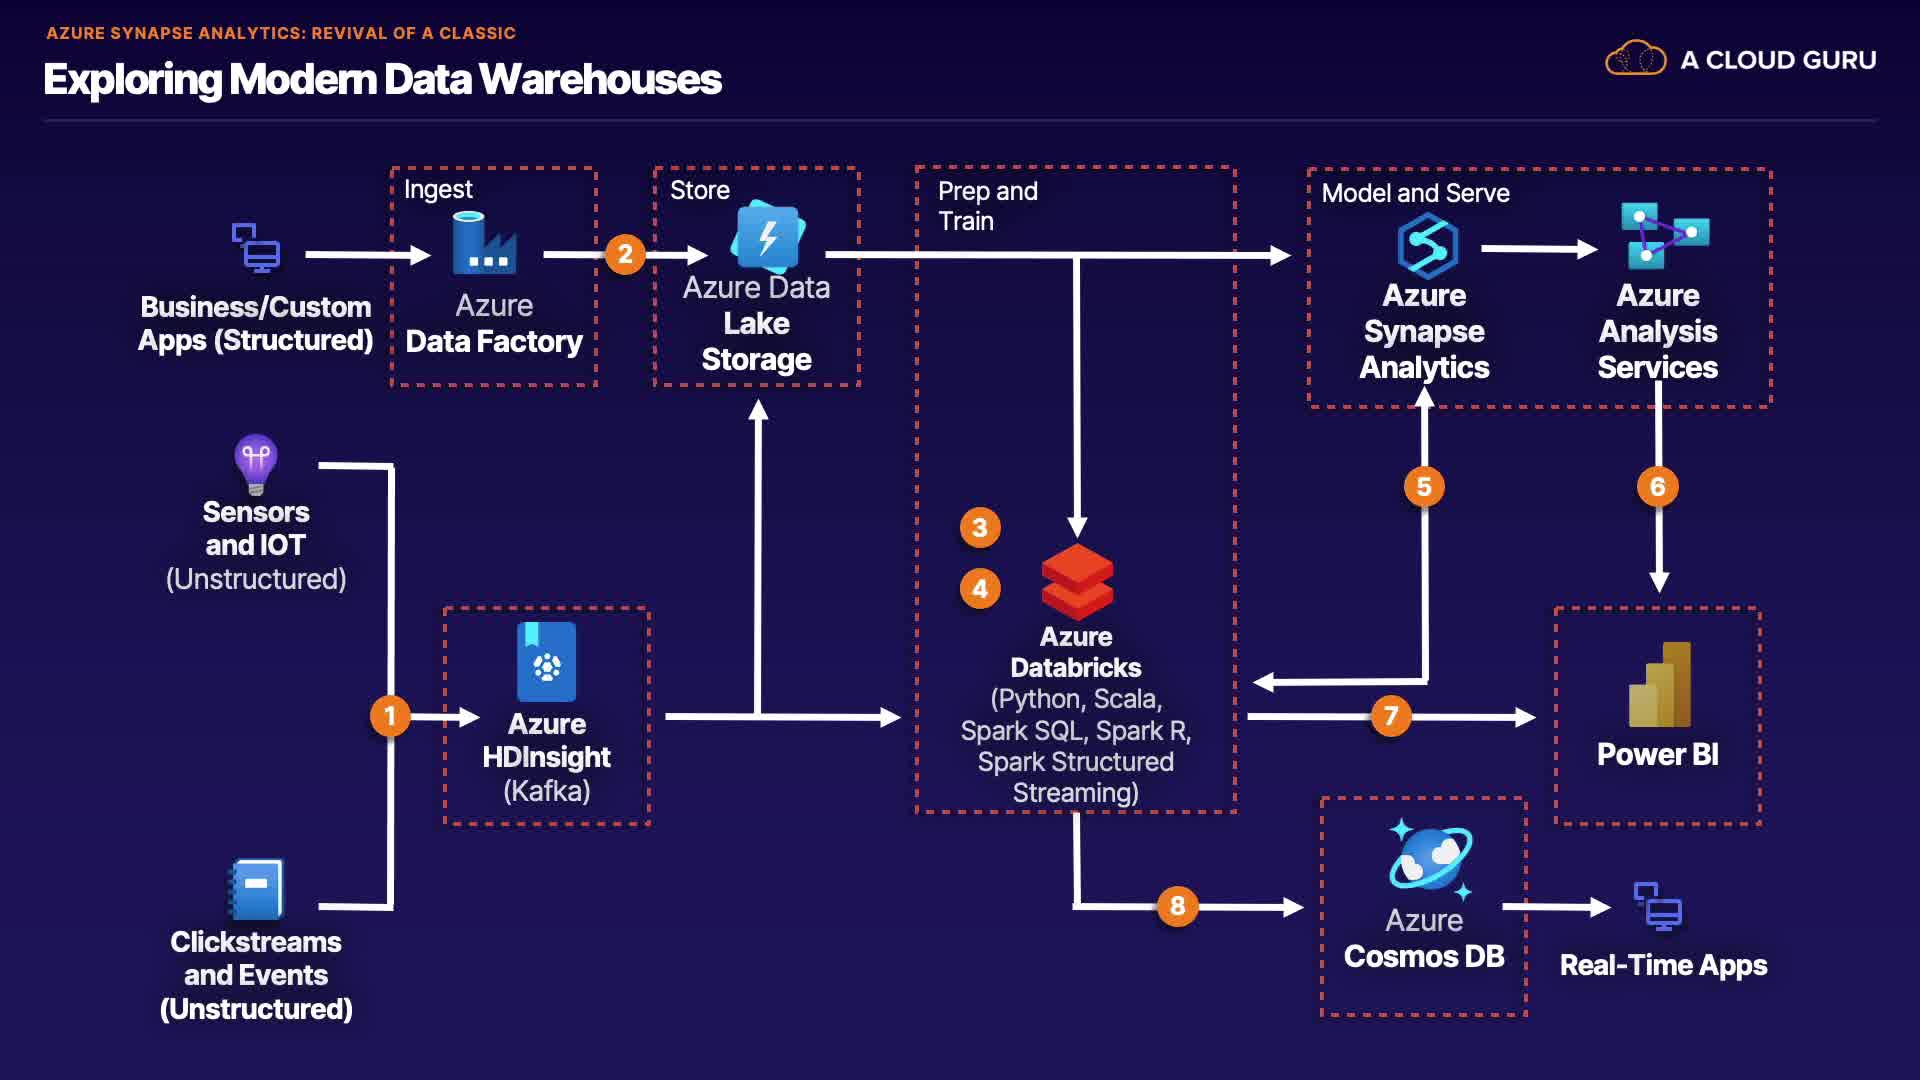 AZURE SYNAPSE ANALYTICS: REVIVAL OF A CLASSIC
Exploring Modern Data Warehouses
A CLOUD GURU
Business/Custom
Apps (Structured)
Ingest
Azure
Data Factory
2
Store
Azure Data
Lake
Storage
Prep and
Train
Model and Serve
Azure
Synapse
Analytics
Azure
Analysis
Services
Sensors
and IOT
(Unstructured)
1
Azure
HDInsight
(Kafka)
3
4
Azure
Databricks
(Python, Scala,
Spark SQL, Spark R,
Spark Structured
Streaming)
5
6
7
Power BI
Clickstreams
and Events
(Unstructured)
8
Azure
Cosmos DB
Real-Time Apps